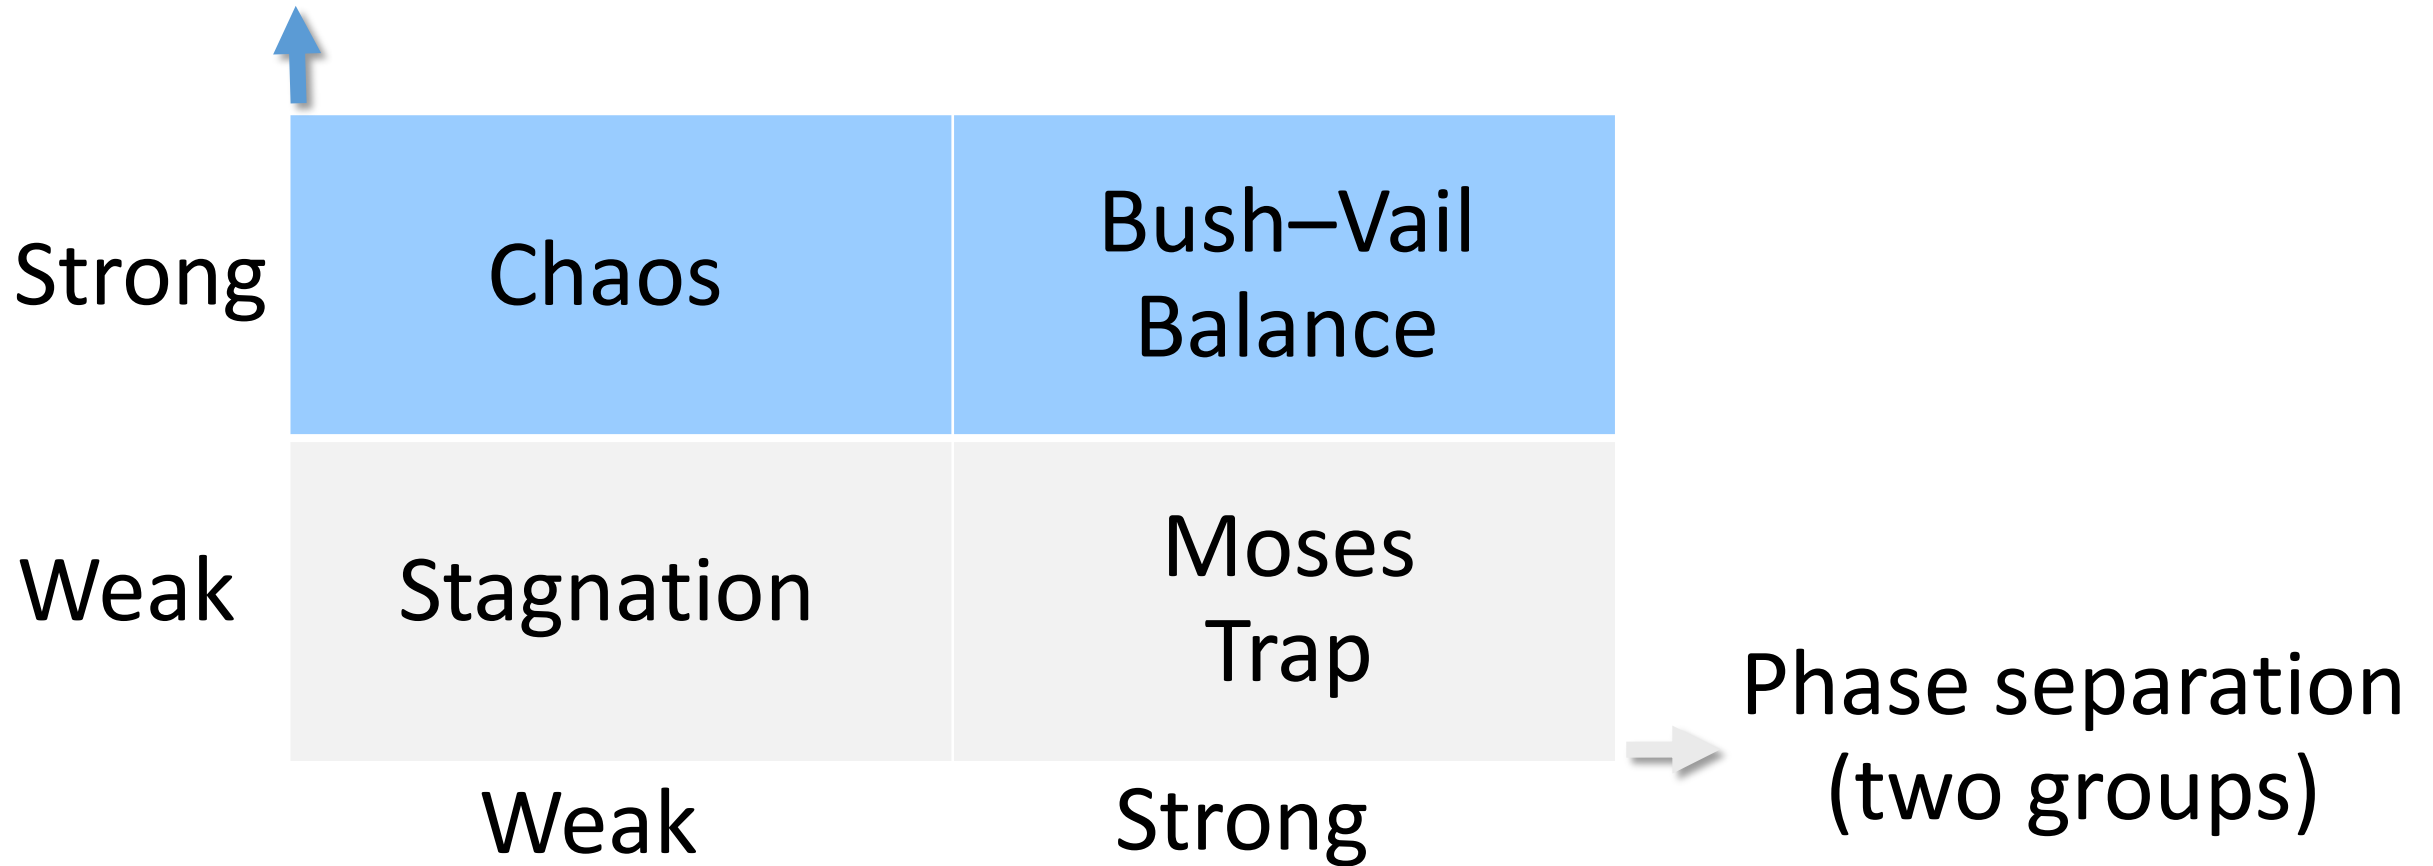 Strong
Chaos
Bush–Vail
Balance
Weak
Stagnation
Moses
Trap
Phase separation
(two groups)
Weak
Strong